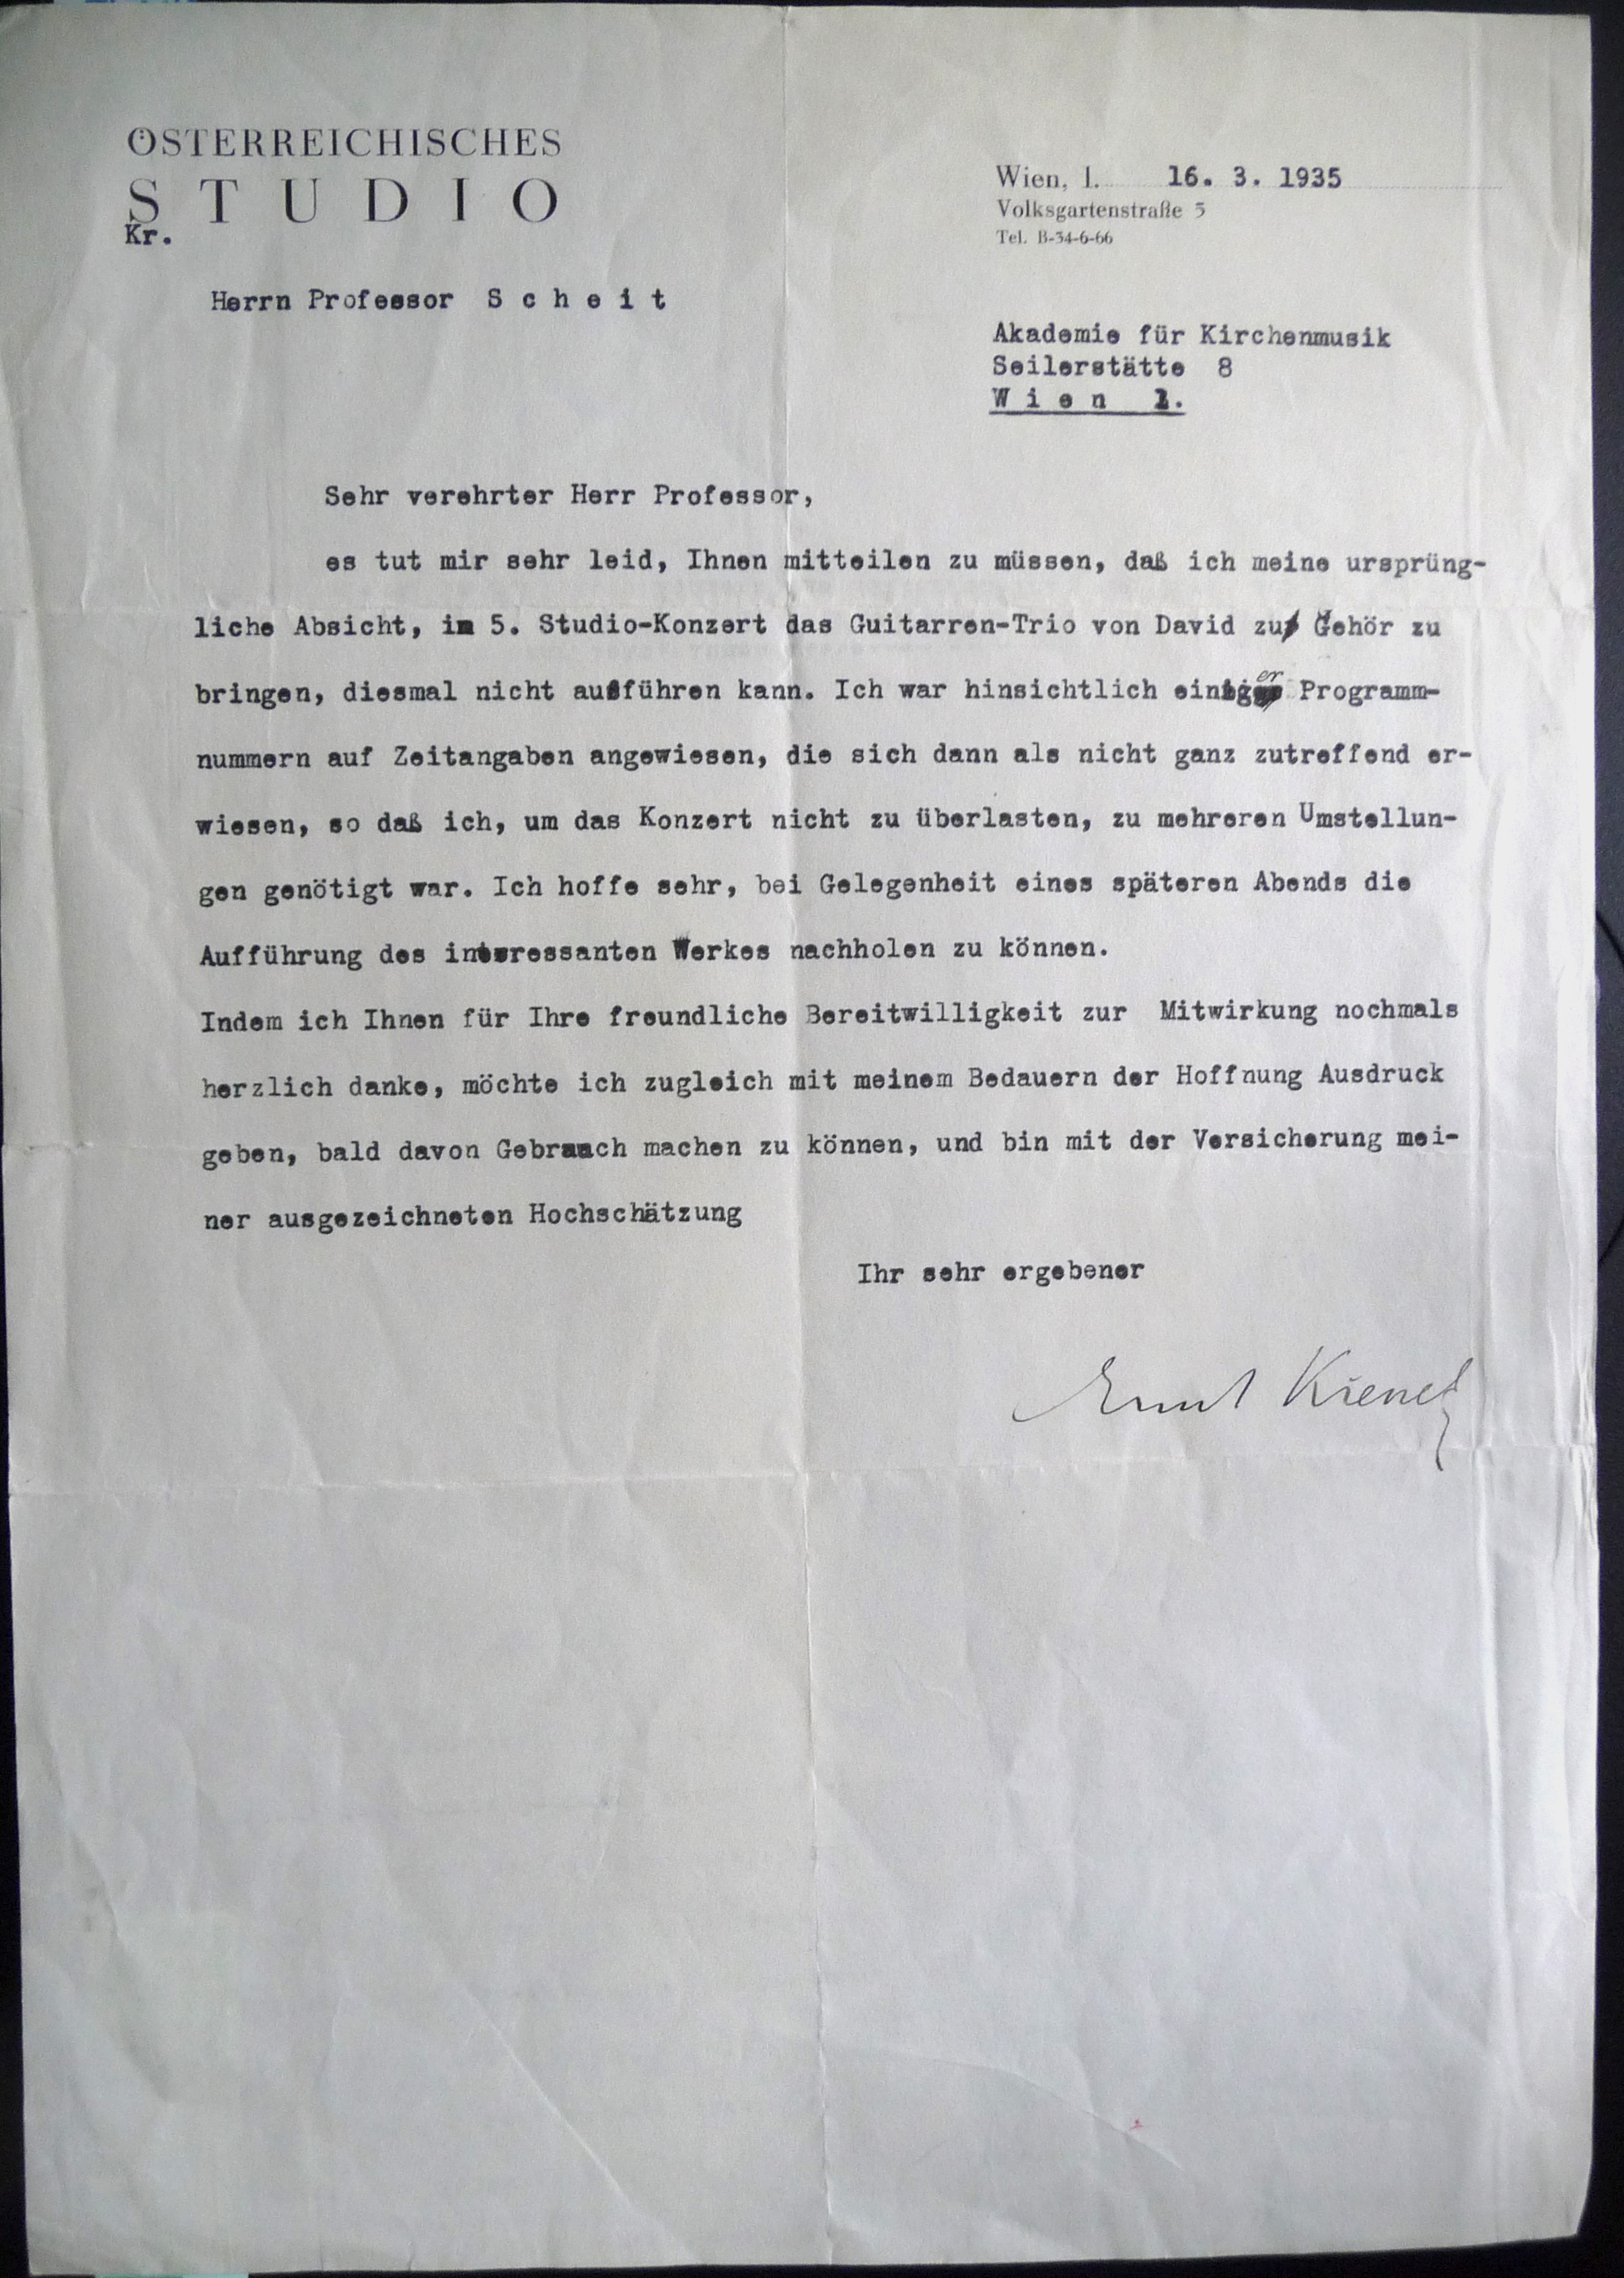 ÖSTERREICHISCHES
STUDIO
Kr.
Wien, I. 16. 3. 1935
Volksgartenstraße 5
Tel. B-34-6-66
Herrn Professor S c h e i t
Akademie für Kirchenmusik
Seilerstätte 8
W i e n 1.
Sehr verehrter Herr Professor,
es tut mir sehr leid, Ihnen mitteilen zu müssen, daß ich meine ursprüng-
liche Absicht, im 5. Studio-Konzert das Guitarren-Trio von David zu Gehör zu
bringen, diesmal nicht ausführen kann. Ich war hinsichtlich einiger Programm-
nummern auf Zeitangaben angewiesen, die sich dann als nicht ganz zutreffend er-
wiesen, so daß ich, um das Konzert nicht zu überlasten, zu mehreren Umstellun-
gen genötigt war. Ich hoffe sehr, bei Gelegenheit eines späteren Abends die
Aufführung des interessanten Werkes nachholen zu können.
Indem ich Ihnen für Ihre freundliche Bereitwilligkeit zur Mitwirkung nochmals
herzlich danke, möchte ich zugleich mit meinem Bedauern der Hoffnung Ausdruck
geben, bald davon Gebrauch machen zu können, und bin mit der Versicherung mei-
ner ausgezeichneten Hochschätzung
Ihr sehr ergebener
Ernst Krenek